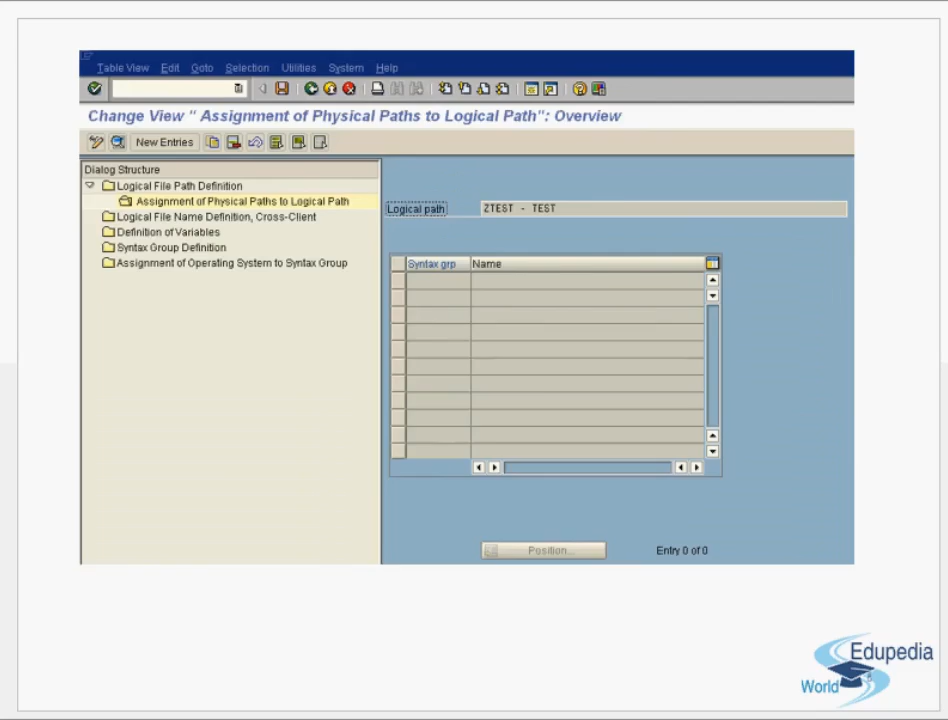 Table View Edit Goto Selection Utilities System Help
Change View " Assignment of Physical Paths to Logical Path": Overview
New Entries
Dialog Structure
Logical File Path Definition
Assignment of Physical Paths to Logical Path
Logical File Name Definition, Cross-Client
Definition of Variables
Syntax Group Definition
Assignment of Operating System to Syntax Group
Logical path ZTEST - TEST
Syntax grp Name
Position...
Entry 0 of 0
Edupedia
World